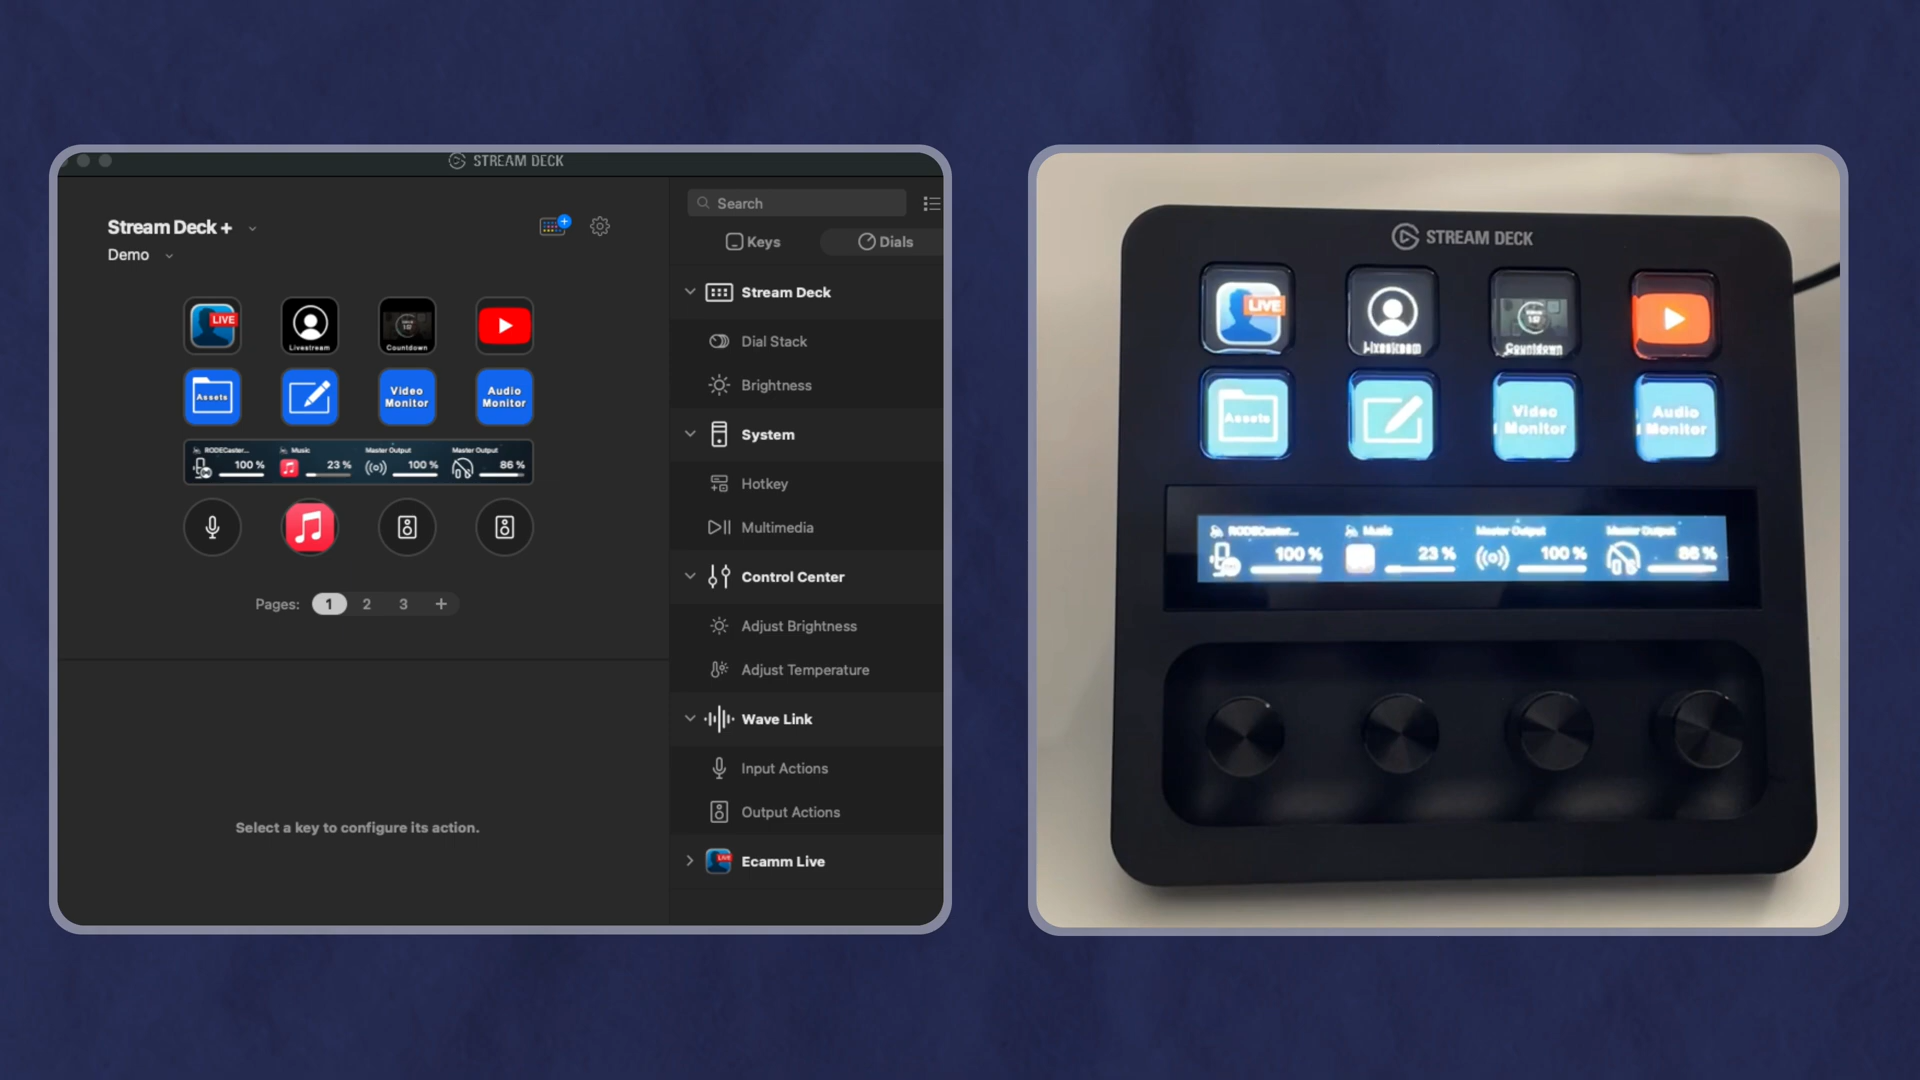 STREAM DECK
Stream Deck +
Demo
LIVE
Livestream
Countdown
Assets
Video
Monitor
Audio
Monitor
RODECaster...
100 %
Music
23 %
Master Output
100 %
Master Output
86 %
Pages:
1
2
3
+
Select a key to configure its action.
Search
Keys
Dials
Stream Deck
Dial Stack
Brightness
System
Hotkey
Multimedia
Control Center
Adjust Brightness
Adjust Temperature
Wave Link
Input Actions
Output Actions
Ecamm Live
STREAM DECK
LIVE
Livestream
Countdown
Assets
Video
Monitor
Audio
Monitor
RODECaster...
100 %
Music
23 %
Master Output
100 %
Master Output
86 %